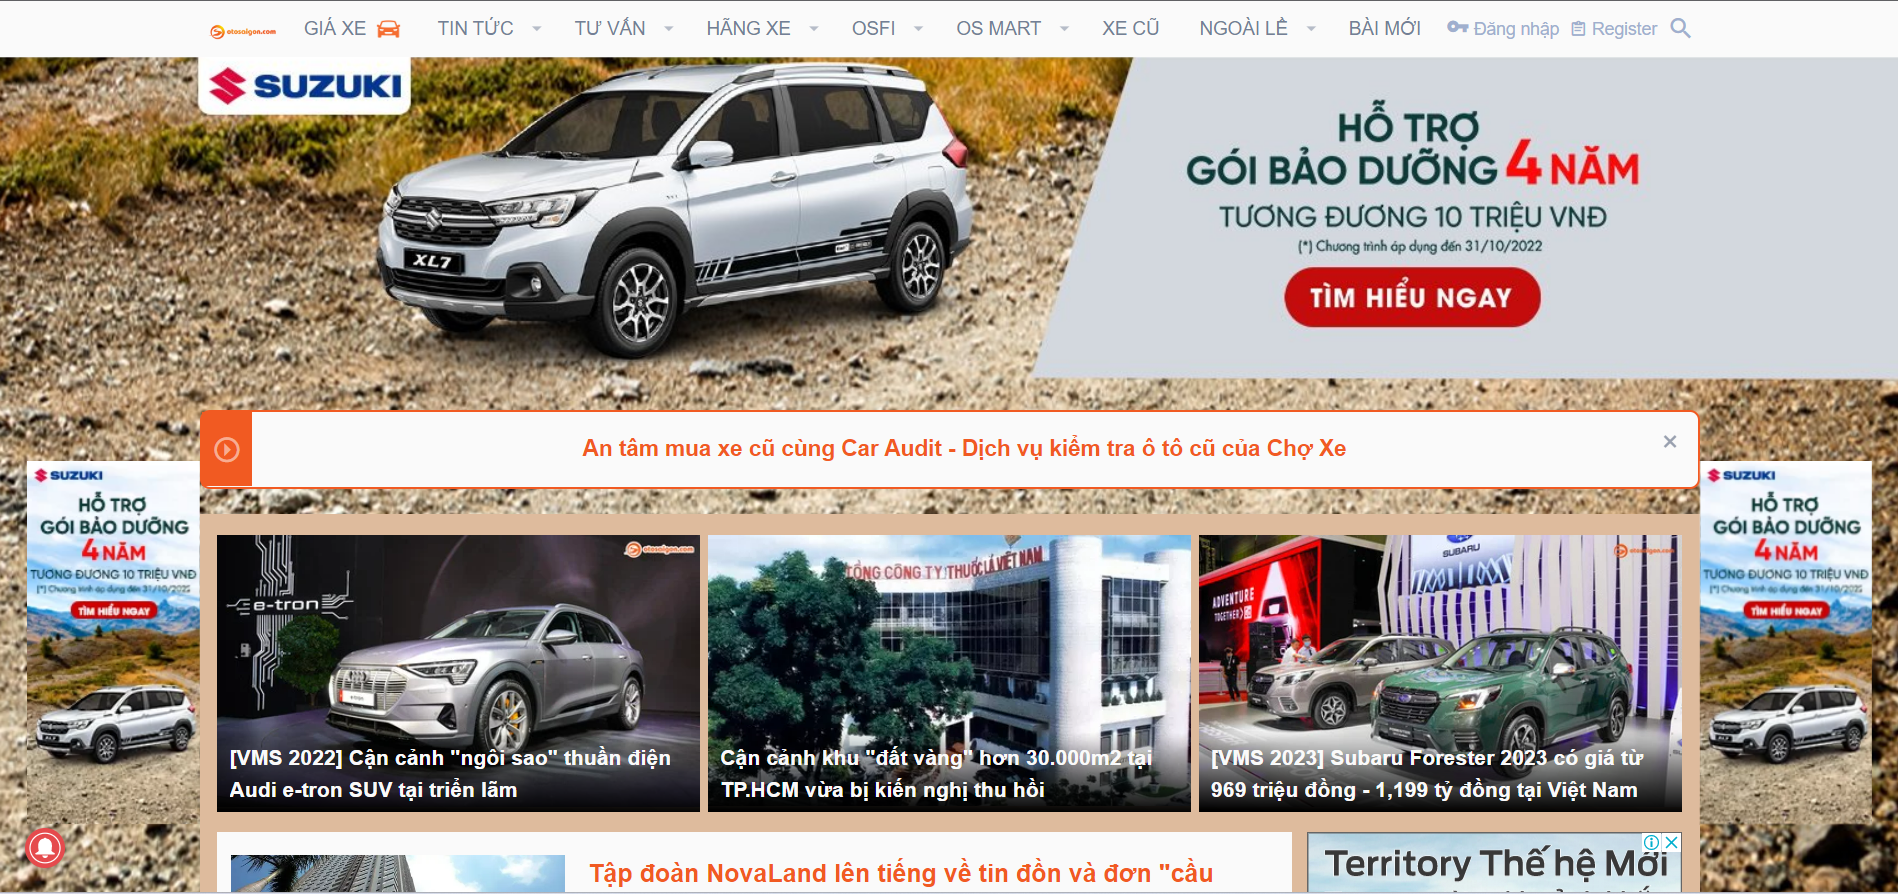 otosaigon.com
GIÁ XE
TIN TỨC
TƯ VẤN
HÃNG XE
OSFI
OS MART
XE CŨ
NGOÀI LỀ
BÀI MỚI
Đăng nhập
Register
SUZUKI
XL7
HỖ TRỢ
GÓI BẢO DƯỠNG 4 NĂM
TƯƠNG ĐƯƠNG 10 TRIỆU VNĐ
(*) Chương trình áp dụng đến 31/10/2022
TÌM HIỂU NGAY
An tâm mua xe cũ cùng Car Audit - Dịch vụ kiểm tra ô tô cũ của Chợ Xe
×
SUZUKI
HỖ TRỢ
GÓI BẢO DƯỠNG
4 NĂM
TƯƠNG ĐƯƠNG 10 TRIỆU VNĐ
(*) Chương trình áp dụng đến 31/10/2022
TÌM HIỂU NGAY
otosaigon.com
e-tron
[VMS 2022] Cận cảnh "ngôi sao" thuần điện
Audi e-tron SUV tại triển lãm
TỔNG CÔNG TY THUỐC LÁ VIỆT NAM
Cận cảnh khu "đất vàng" hơn 30.000m2 tại
TP.HCM vừa bị kiến nghị thu hồi
SUBARU
otosaigon.com
ADVENTURE
TOGETHER
[VMS 2023] Subaru Forester 2023 có giá từ
969 triệu đồng - 1,199 tỷ đồng tại Việt Nam
SUZUKI
HỖ TRỢ
GÓI BẢO DƯỠNG
4 NĂM
TƯƠNG ĐƯƠNG 10 TRIỆU VNĐ
(*) Chương trình áp dụng đến 31/10/2022
TÌM HIỂU NGAY
Tập đoàn NovaLand lên tiếng về tin đồn và đơn "cầu
Territory Thế hệ Mới